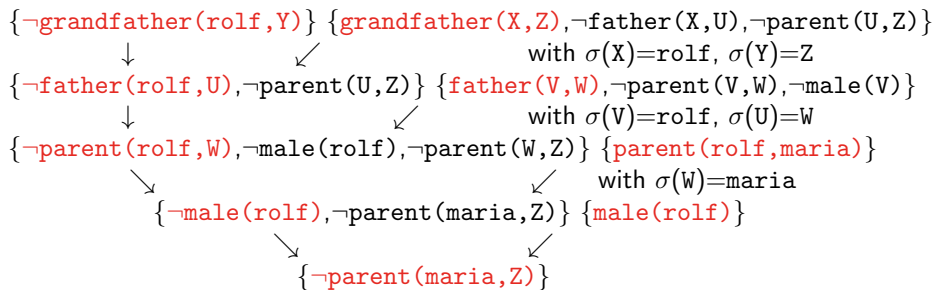 {¬grandfather(rolf,Y)} {grandfather(X,Z),¬father(X,U),¬parent(U,Z)}
↓ ↙ with σ(X)=rolf, σ(Y)=Z
{¬father(rolf,U),¬parent(U,Z)} {father(V,W),¬parent(V,W),¬male(V)}
↓ ↙ with σ(V)=rolf, σ(U)=W
{¬parent(rolf,W),¬male(rolf),¬parent(W,Z)} {parent(rolf,maria)}
↘ ↙ with σ(W)=maria
{¬male(rolf),¬parent(maria,Z)} {male(rolf)}
↘ ↙
{¬parent(maria,Z)}